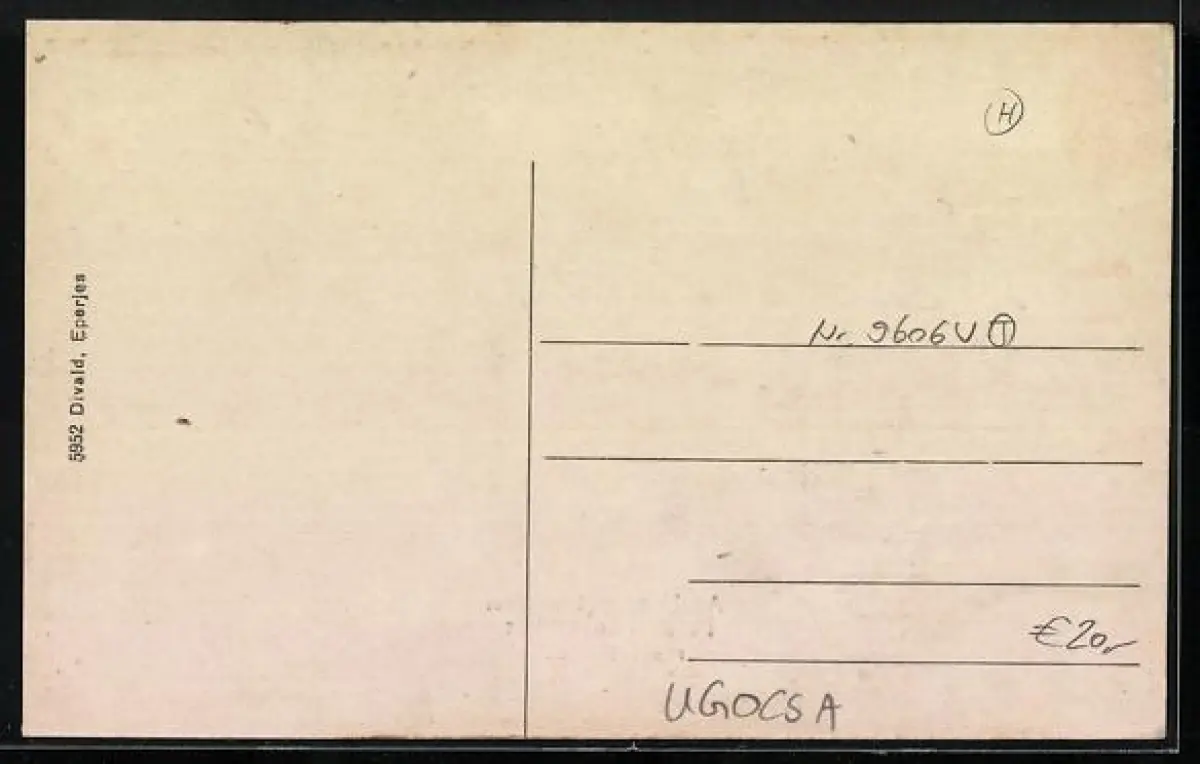 H
5952 Divald, Eperjes
Nr. 9606V T
€20,-
UGOCSA